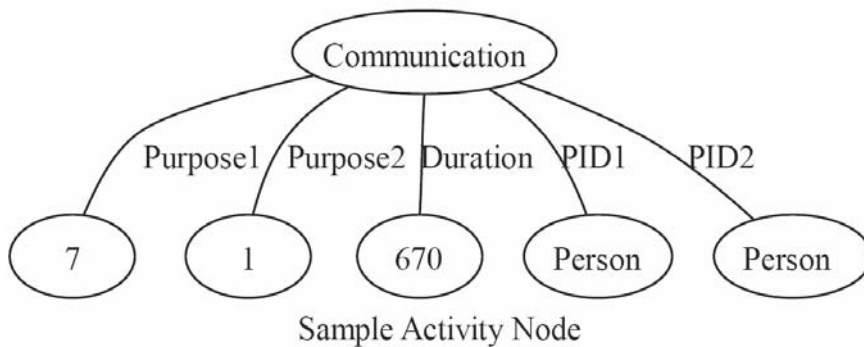 Communication
Purpose1 Purpose2 Duration PID1 PID2
7 1 670 Person Person
Sample Activity Node